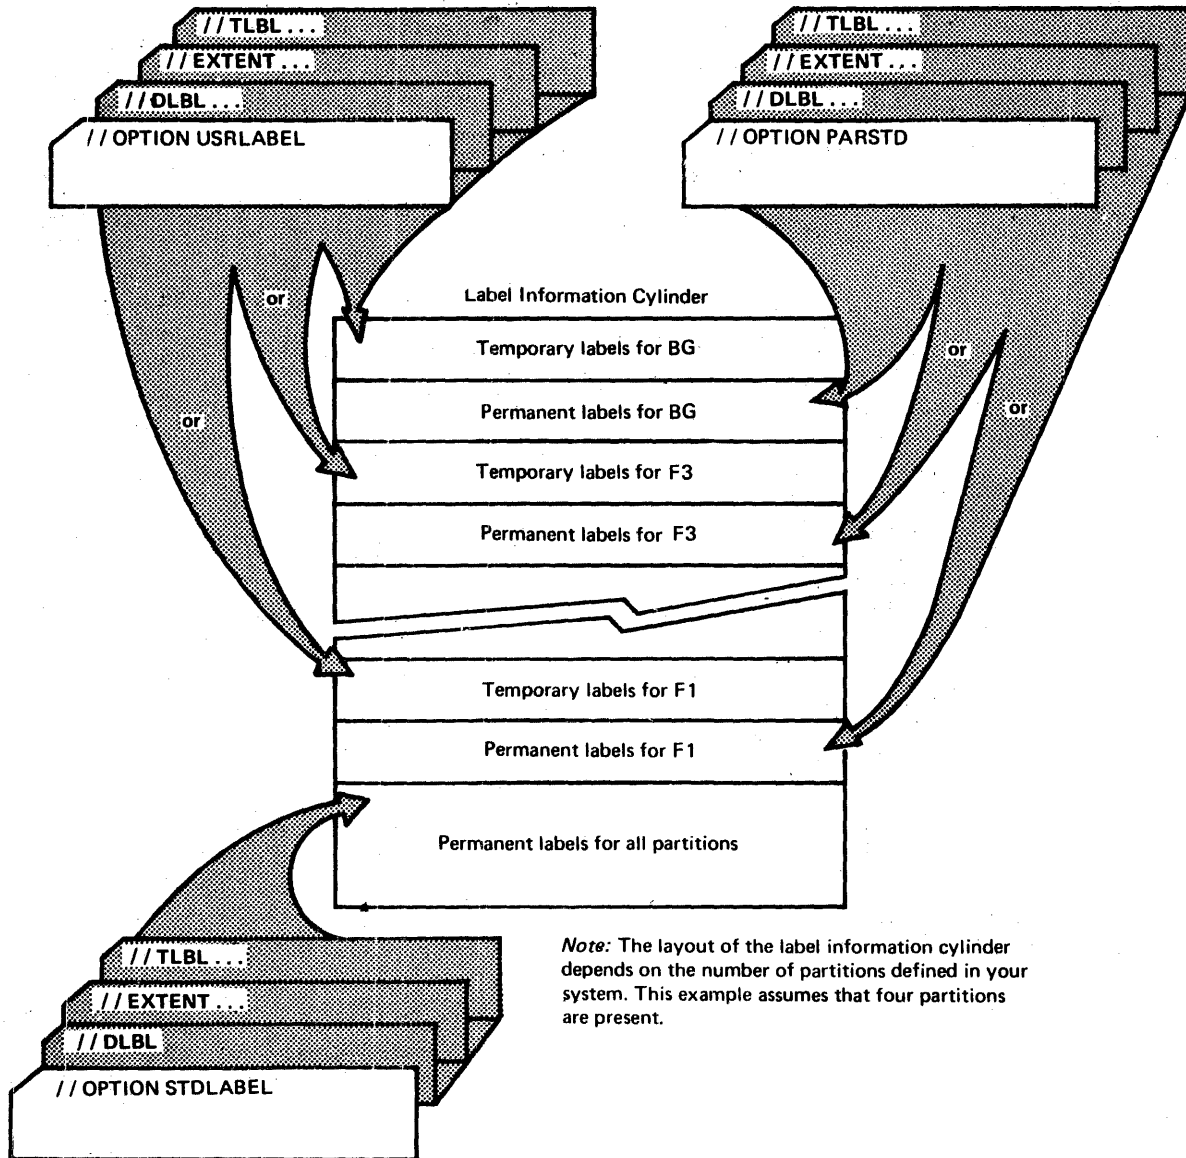 // TLBL . . .
// EXTENT . . .
// DLBL . . .
// OPTION USRLABEL
// TLBL . . .
// EXTENT . . .
// DLBL . . .
// OPTION PARSTD
or
or
Label Information Cylinder
Temporary labels for BG
Permanent labels for BG
Temporary labels for F3
Permanent labels for F3
Temporary labels for F1
Permanent labels for F1
Permanent labels for all partitions
or
or
// TLBL . . .
// EXTENT . . .
// DLBL
// OPTION STDLABEL
Note: The layout of the label information cylinder
depends on the number of partitions defined in your
system. This example assumes that four partitions
are present.